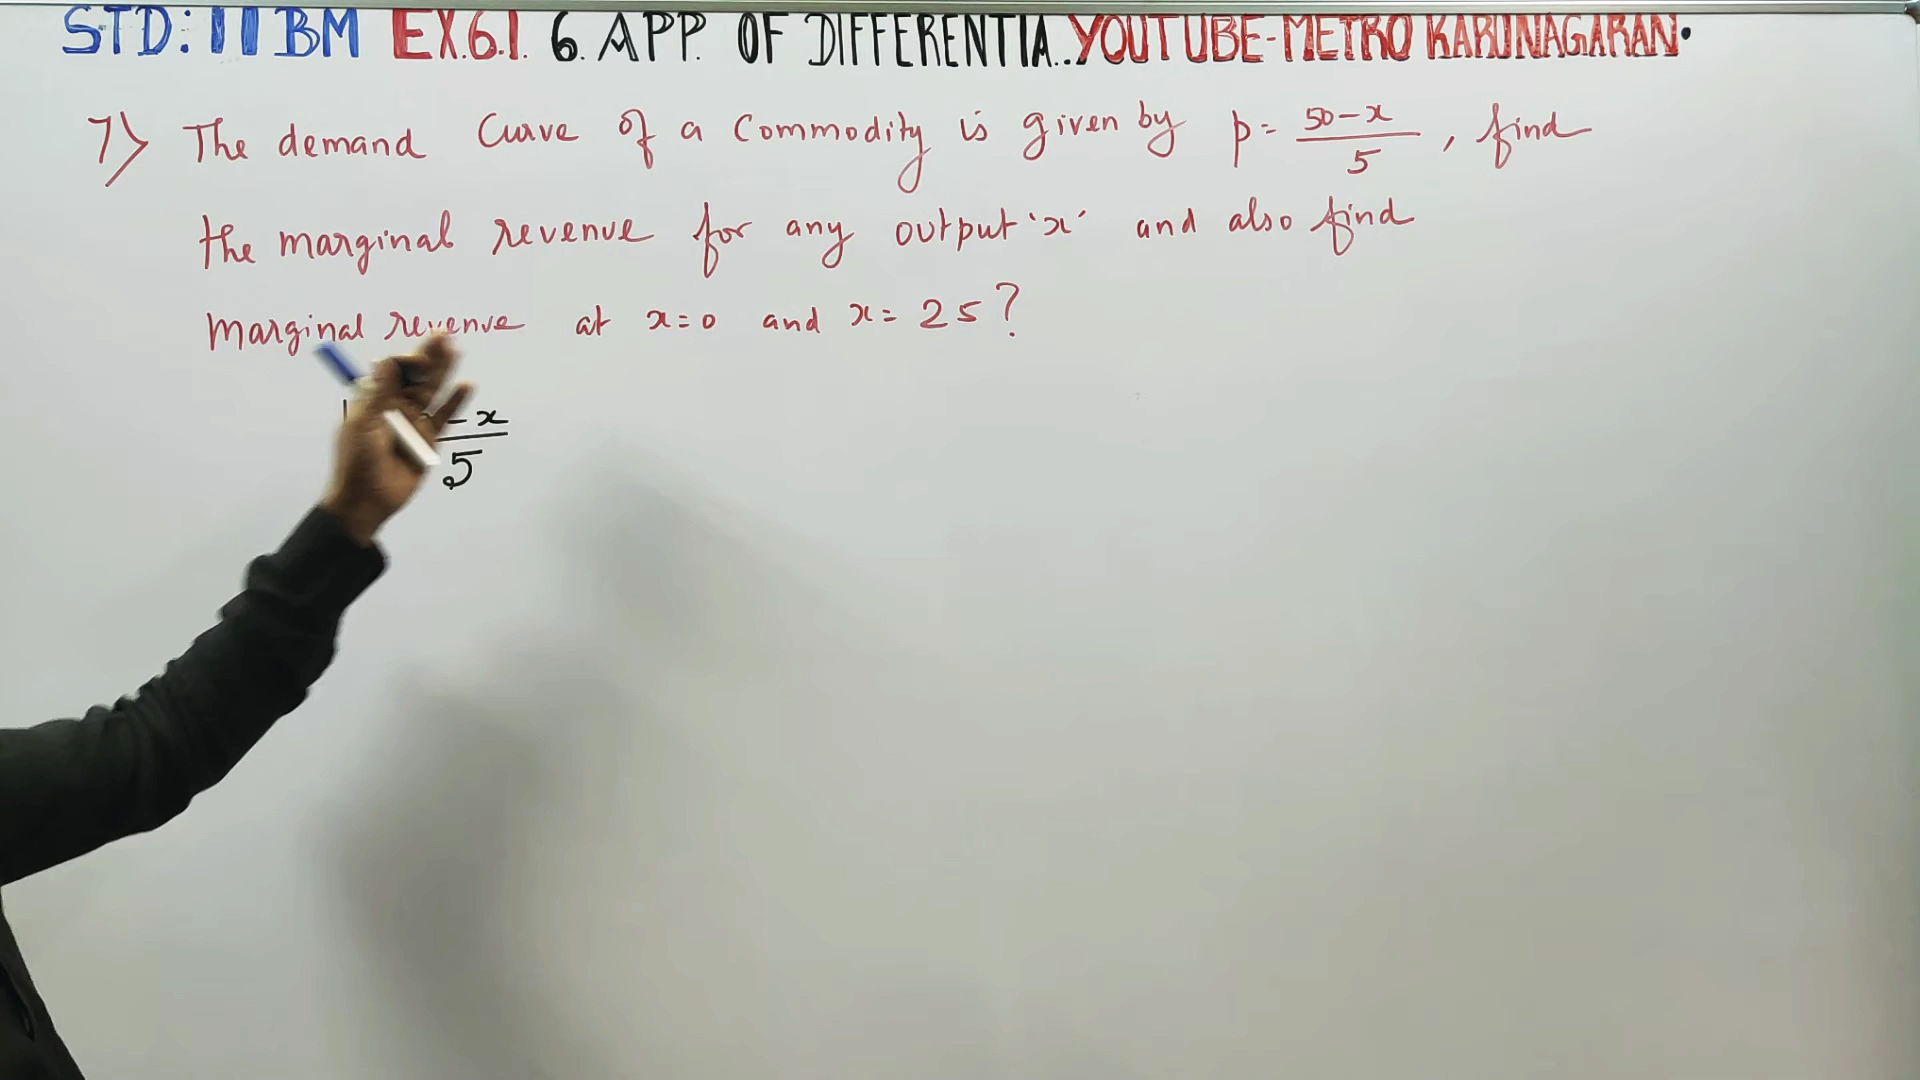 STD: 11 BM EX.6.1. 6. APP. OF DIFFERENTIA.. YOUTUBE-METRO KARUNAGARAN.
7) The demand Curve of a Commodity is given by p = 50-x / 5 , find
the marginal revenue for any output 'x' and also find
Marginal revenue at x=0 and x= 25?
-x / 5